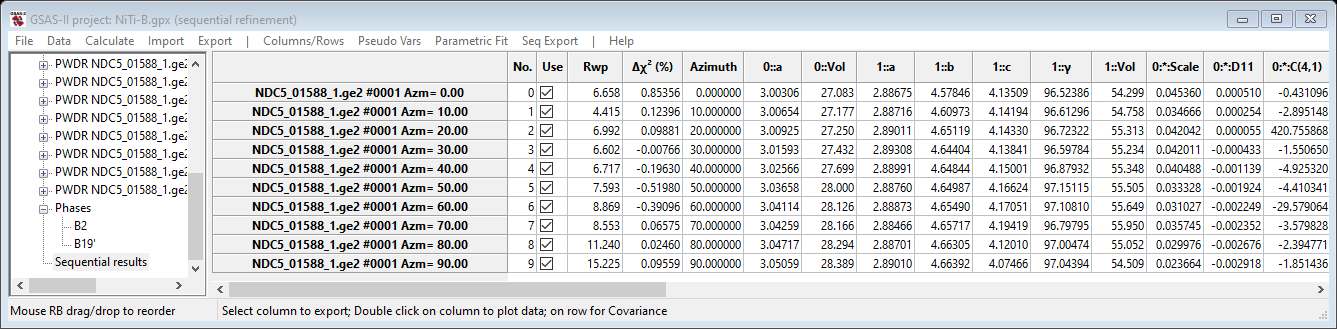 GSAS-II project: NiTi-B.gpx (sequential refinement)
File Data Calculate Import Export | Columns/Rows Pseudo Vars Parametric Fit Seq Export | Help
PWDR NDC5_01588_1.ge2
PWDR NDC5_01588_1.ge2
PWDR NDC5_01588_1.ge2
PWDR NDC5_01588_1.ge2
PWDR NDC5_01588_1.ge2
PWDR NDC5_01588_1.ge2
PWDR NDC5_01588_1.ge2
PWDR NDC5_01588_1.ge2
Phases
B2
B19'
Sequential results
No. Use Rwp Δχ² (%) Azimuth 0::a 0::Vol 1::a 1::b 1::c 1::γ 1::Vol 0:*:Scale 0:*:D11 0:*:C(4,1)
NDC5_01588_1.ge2 #0001 Azm= 0.00 0 6.658 0.85356 0.000000 3.00306 27.083 2.88675 4.57846 4.13509 96.52386 54.299 0.045360 0.000510 -0.431096
NDC5_01588_1.ge2 #0001 Azm= 10.00 1 4.415 0.12396 10.000000 3.00654 27.177 2.88716 4.60973 4.14194 96.61296 54.758 0.034666 0.000254 -2.895148
NDC5_01588_1.ge2 #0001 Azm= 20.00 2 6.992 0.09881 20.000000 3.00925 27.250 2.89011 4.65119 4.14330 96.72322 55.313 0.042042 0.000055 420.755868
NDC5_01588_1.ge2 #0001 Azm= 30.00 3 6.602 -0.00766 30.000000 3.01593 27.432 2.89308 4.64404 4.13841 96.59784 55.234 0.042011 -0.000433 -1.550650
NDC5_01588_1.ge2 #0001 Azm= 40.00 4 6.717 -0.19630 40.000000 3.02566 27.699 2.88991 4.64844 4.15001 96.87932 55.348 0.040488 -0.001139 -4.925320
NDC5_01588_1.ge2 #0001 Azm= 50.00 5 7.593 -0.51980 50.000000 3.03658 28.000 2.88760 4.64987 4.16624 97.15115 55.505 0.033328 -0.001924 -4.410341
NDC5_01588_1.ge2 #0001 Azm= 60.00 6 8.869 -0.39096 60.000000 3.04114 28.126 2.88873 4.65490 4.17051 97.10810 55.649 0.031027 -0.002249 -29.579064
NDC5_01588_1.ge2 #0001 Azm= 70.00 7 8.553 0.06575 70.000000 3.04259 28.166 2.88466 4.65717 4.19419 96.79795 55.950 0.035745 -0.002352 -3.579828
NDC5_01588_1.ge2 #0001 Azm= 80.00 8 11.240 0.02460 80.000000 3.04717 28.294 2.88701 4.66305 4.12010 97.00474 55.052 0.029976 -0.002676 -2.394771
NDC5_01588_1.ge2 #0001 Azm= 90.00 9 15.225 0.09559 90.000000 3.05059 28.389 2.89010 4.66392 4.07466 97.04394 54.509 0.023664 -0.002918 -1.851436
Mouse RB drag/drop to reorder Select column to export; Double click on column to plot data; on row for Covariance